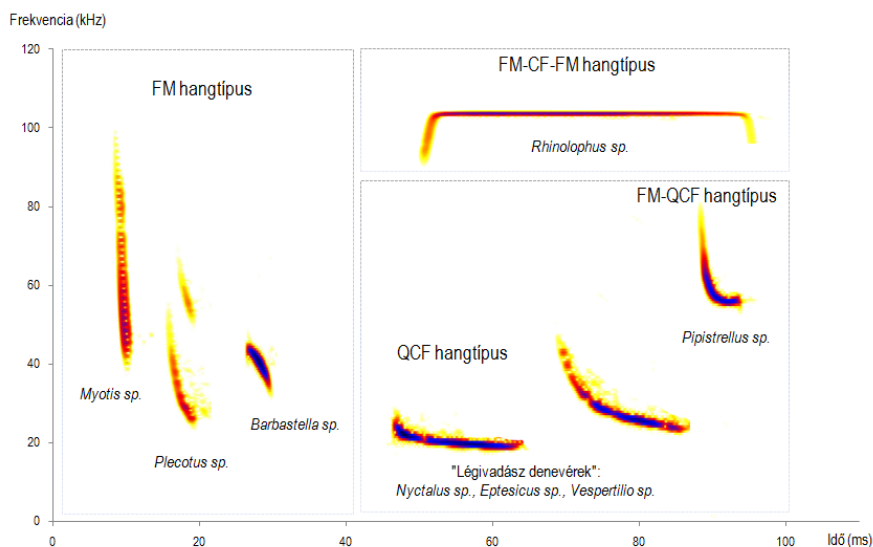 Frekvencia (kHz)
120
100
80
60
40
20
0
FM hangtípus
Myotis sp.
Plecotus sp.
Barbastella sp.
FM-CF-FM hangtípus
Rhinolophus sp.
FM-QCF hangtípus
Pipistrellus sp.
QCF hangtípus
"Légivadász denevérek":
Nyctalus sp., Eptesicus sp., Vespertilio sp.
0
20
40
60
80
100
Idő (ms)